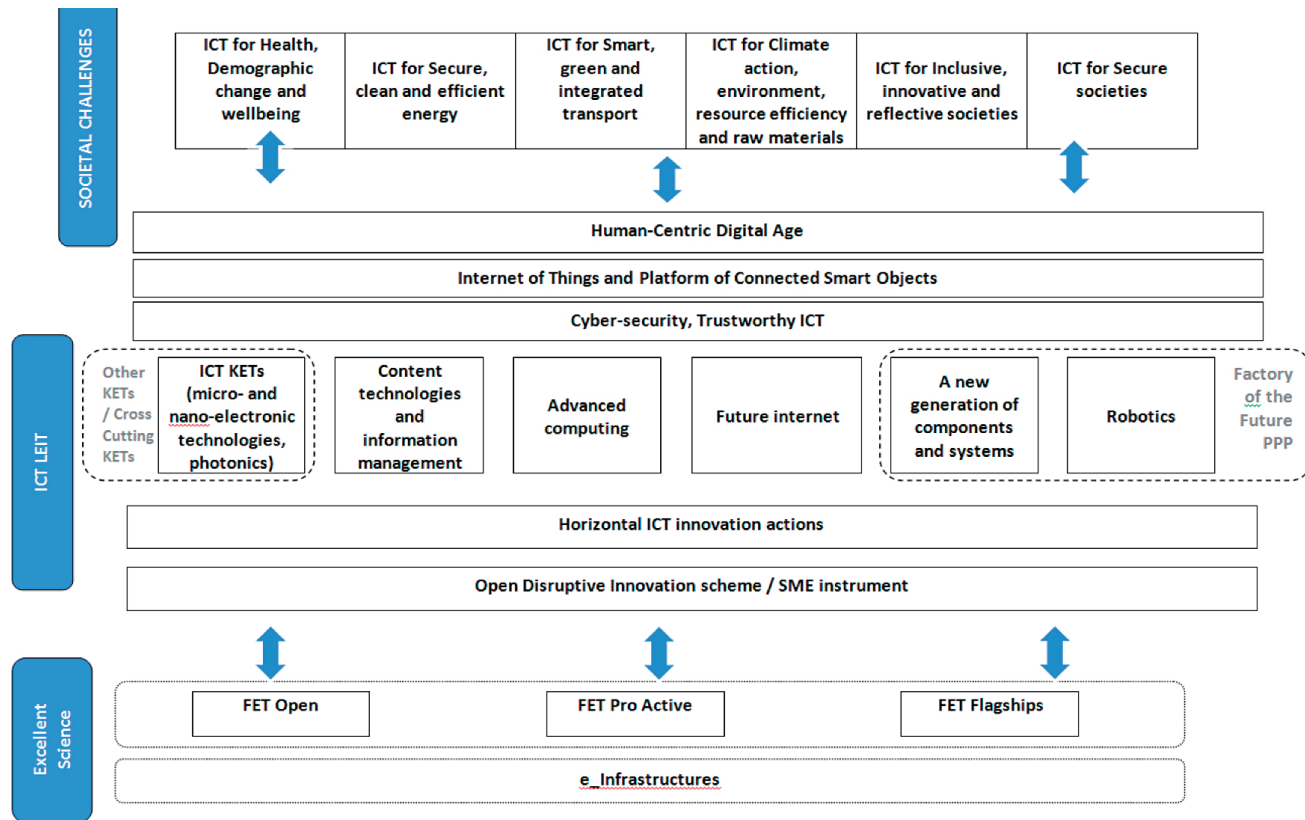 SOCIETAL CHALLENGES
ICT for Health,
Demographic
change and
wellbeing
ICT for Secure,
clean and efficient
energy
ICT for Smart,
green and
integrated
transport
ICT for Climate
action,
environment,
resource efficiency
and raw materials
ICT for Inclusive,
innovative and
reflective societies
ICT for Secure
societies
Human-Centric Digital Age
Internet of Things and Platform of Connected Smart Objects
Cyber-security, Trustworthy ICT
ICT LEIT
Other
KETs
/ Cross
Cutting
KETs
ICT KETs
(micro- and
nano-electronic
technologies,
photonics)
Content
technologies
and
information
management
Advanced
computing
Future internet
A new
generation of
components
and systems
Robotics
Factory
of the
Future
PPP
Horizontal ICT innovation actions
Open Disruptive Innovation scheme / SME instrument
Excellent
Science
FET Open
FET Pro Active
FET Flagships
e_Infrastructures